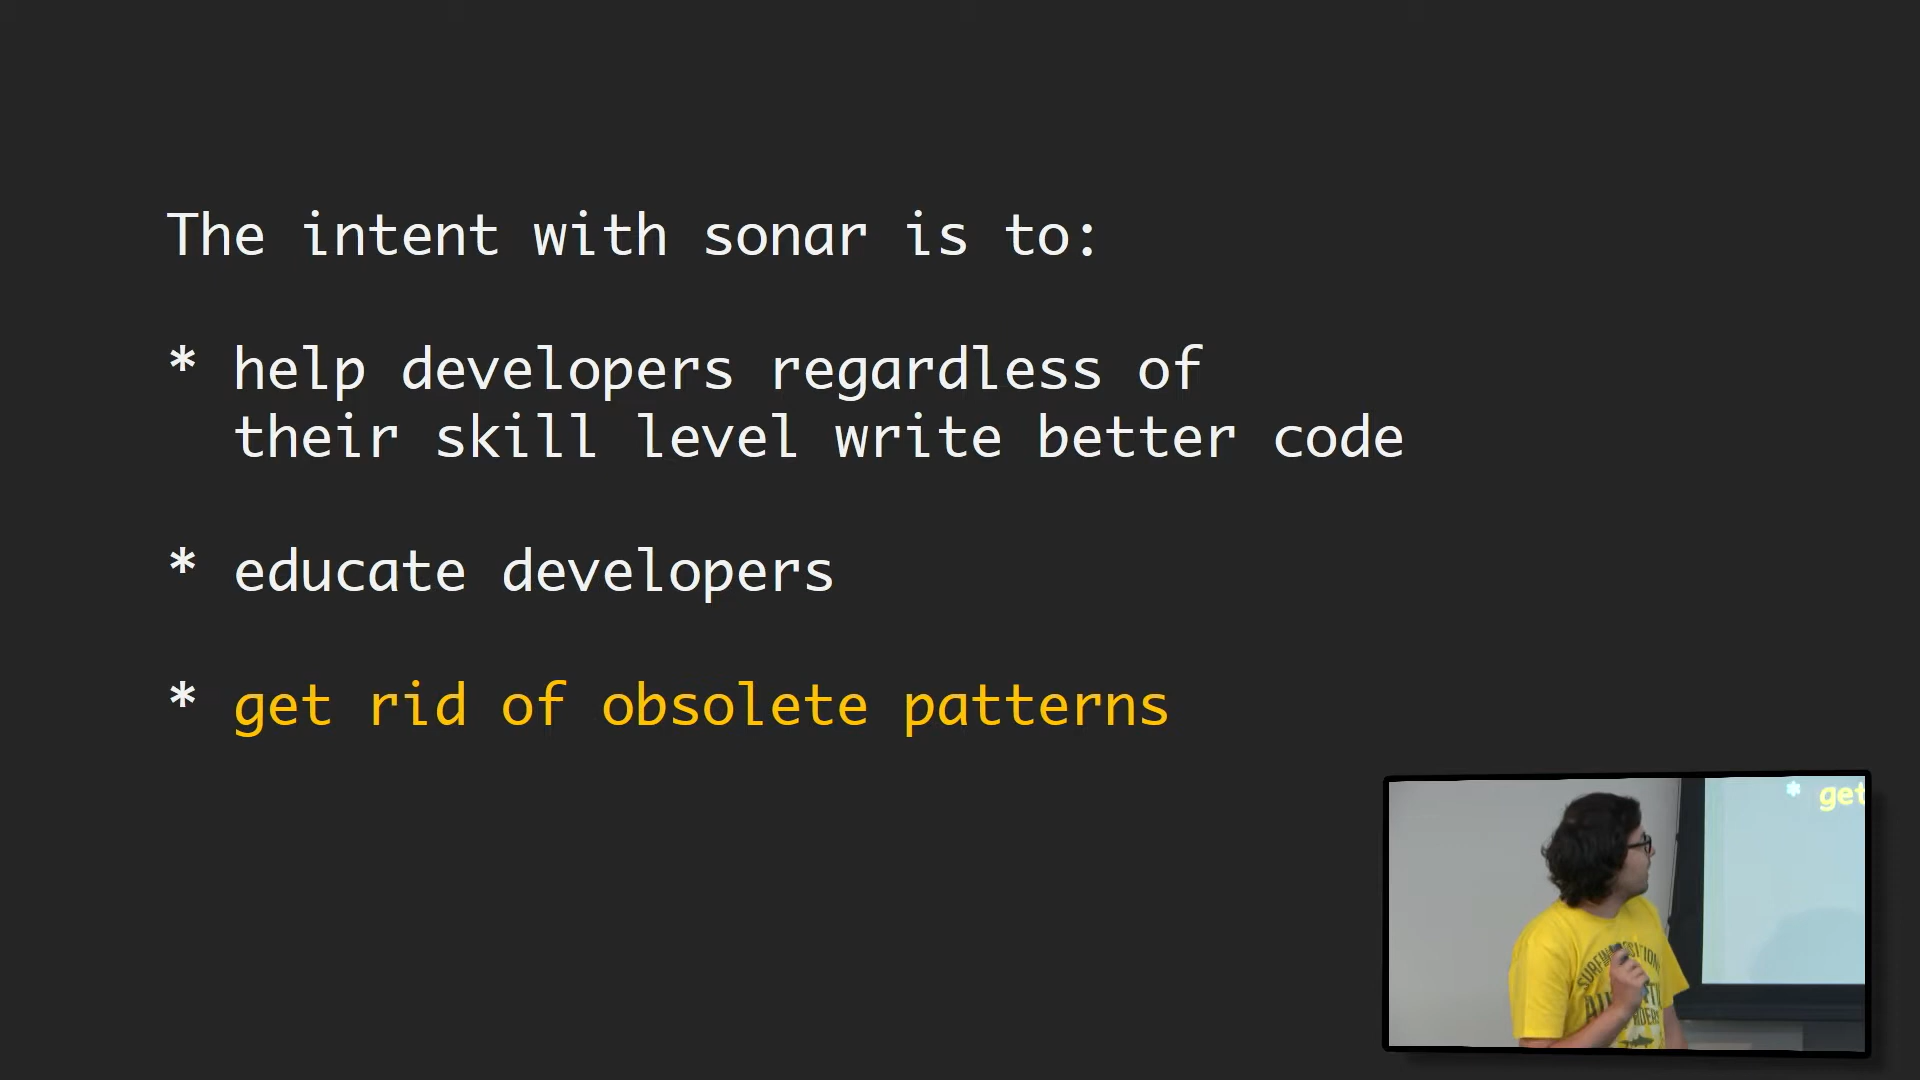 The intent with sonar is to:
* help developers regardless of
their skill level write better code
* educate developers
* get rid of obsolete patterns
* get